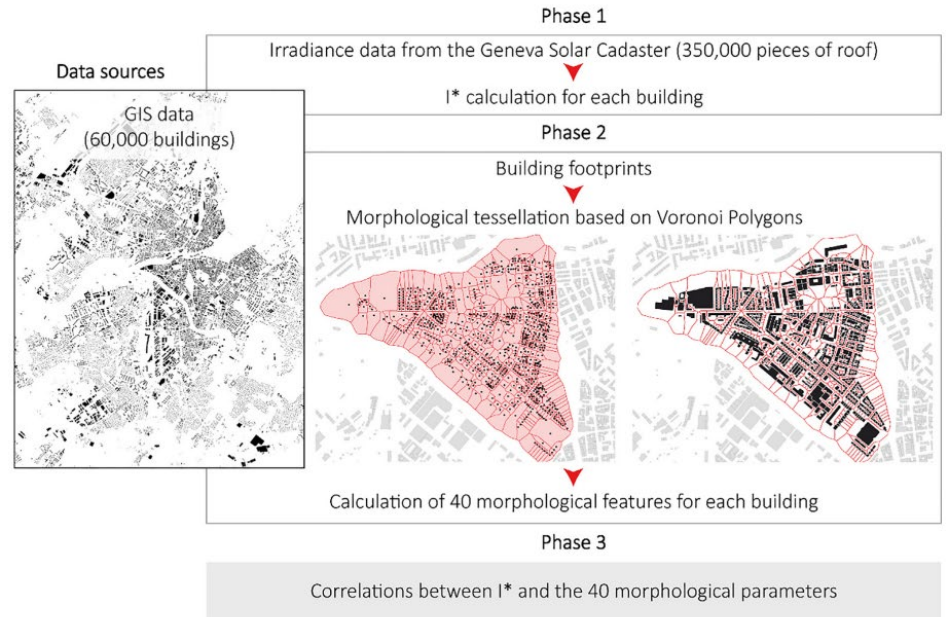 Phase 1
Irradiance data from the Geneva Solar Cadaster (350,000 pieces of roof)
I* calculation for each building
Data sources
GIS data
(60,000 buildings)
Phase 2
Building footprints
Morphological tessellation based on Voronoi Polygons
Calculation of 40 morphological features for each building
Phase 3
Correlations between I* and the 40 morphological parameters